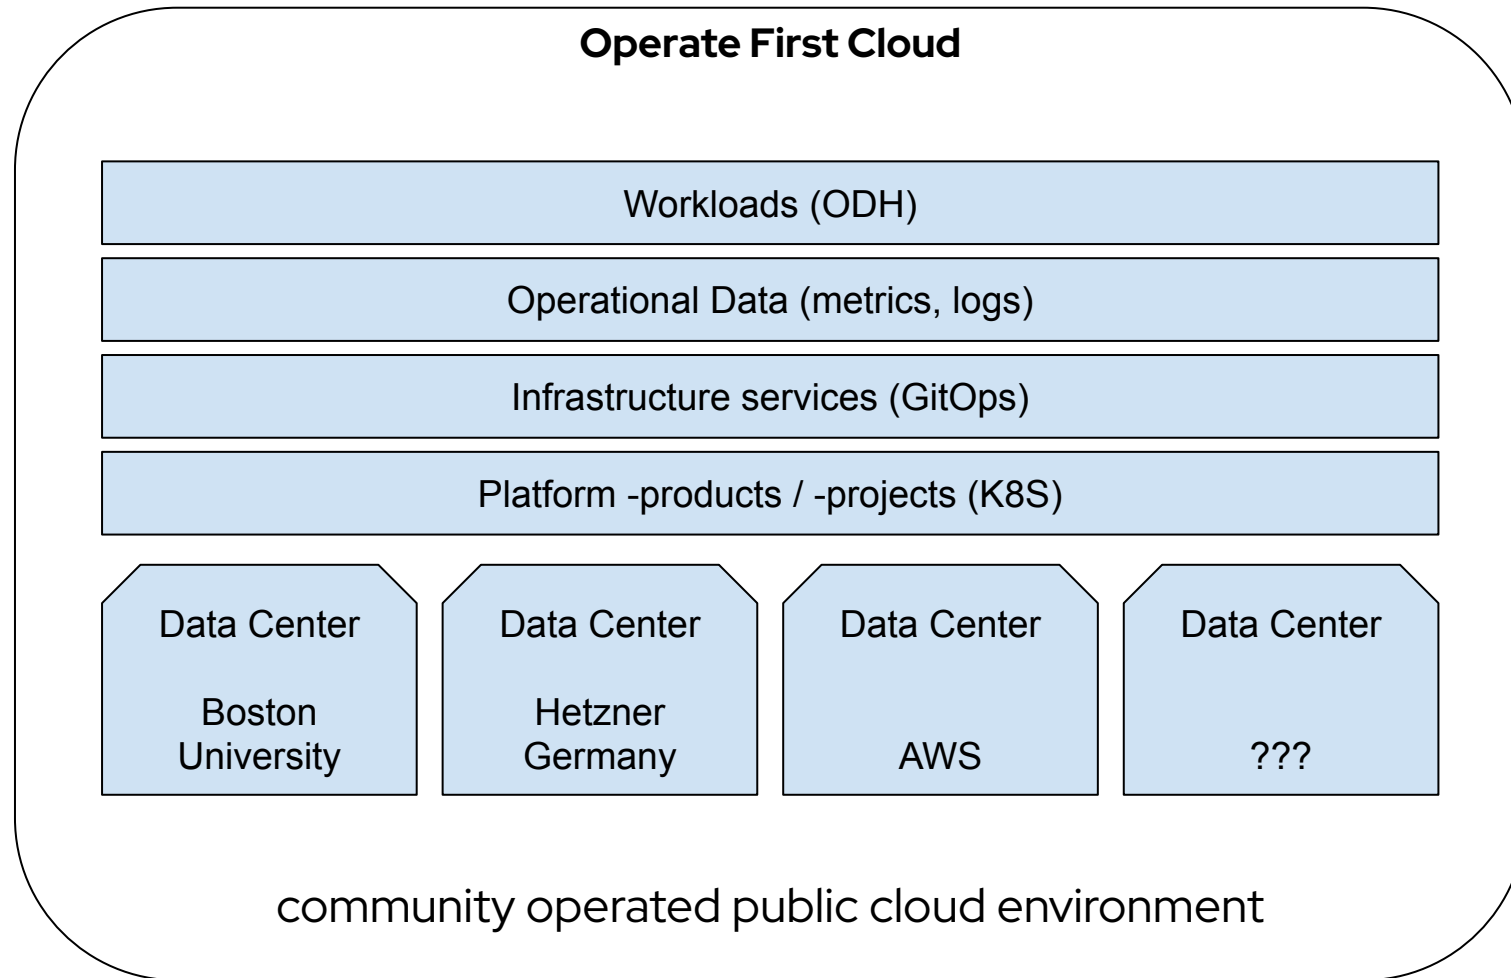 Operate First Cloud
Workloads (ODH)
Operational Data (metrics, logs)
Infrastructure services (GitOps)
Platform -products / -projects (K8S)
Data Center
Boston
University
Data Center
Hetzner
Germany
Data Center
AWS
Data Center
???
community operated public cloud environment